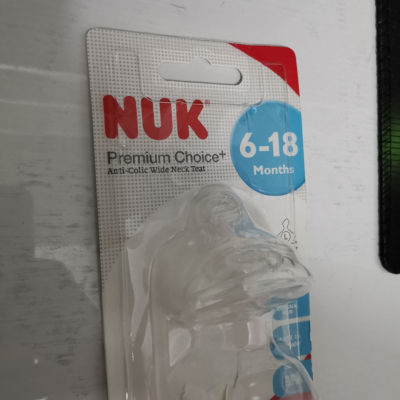 NUK
Premium Choice+
Anti-Colic Wide Neck Teat
6-18
Months